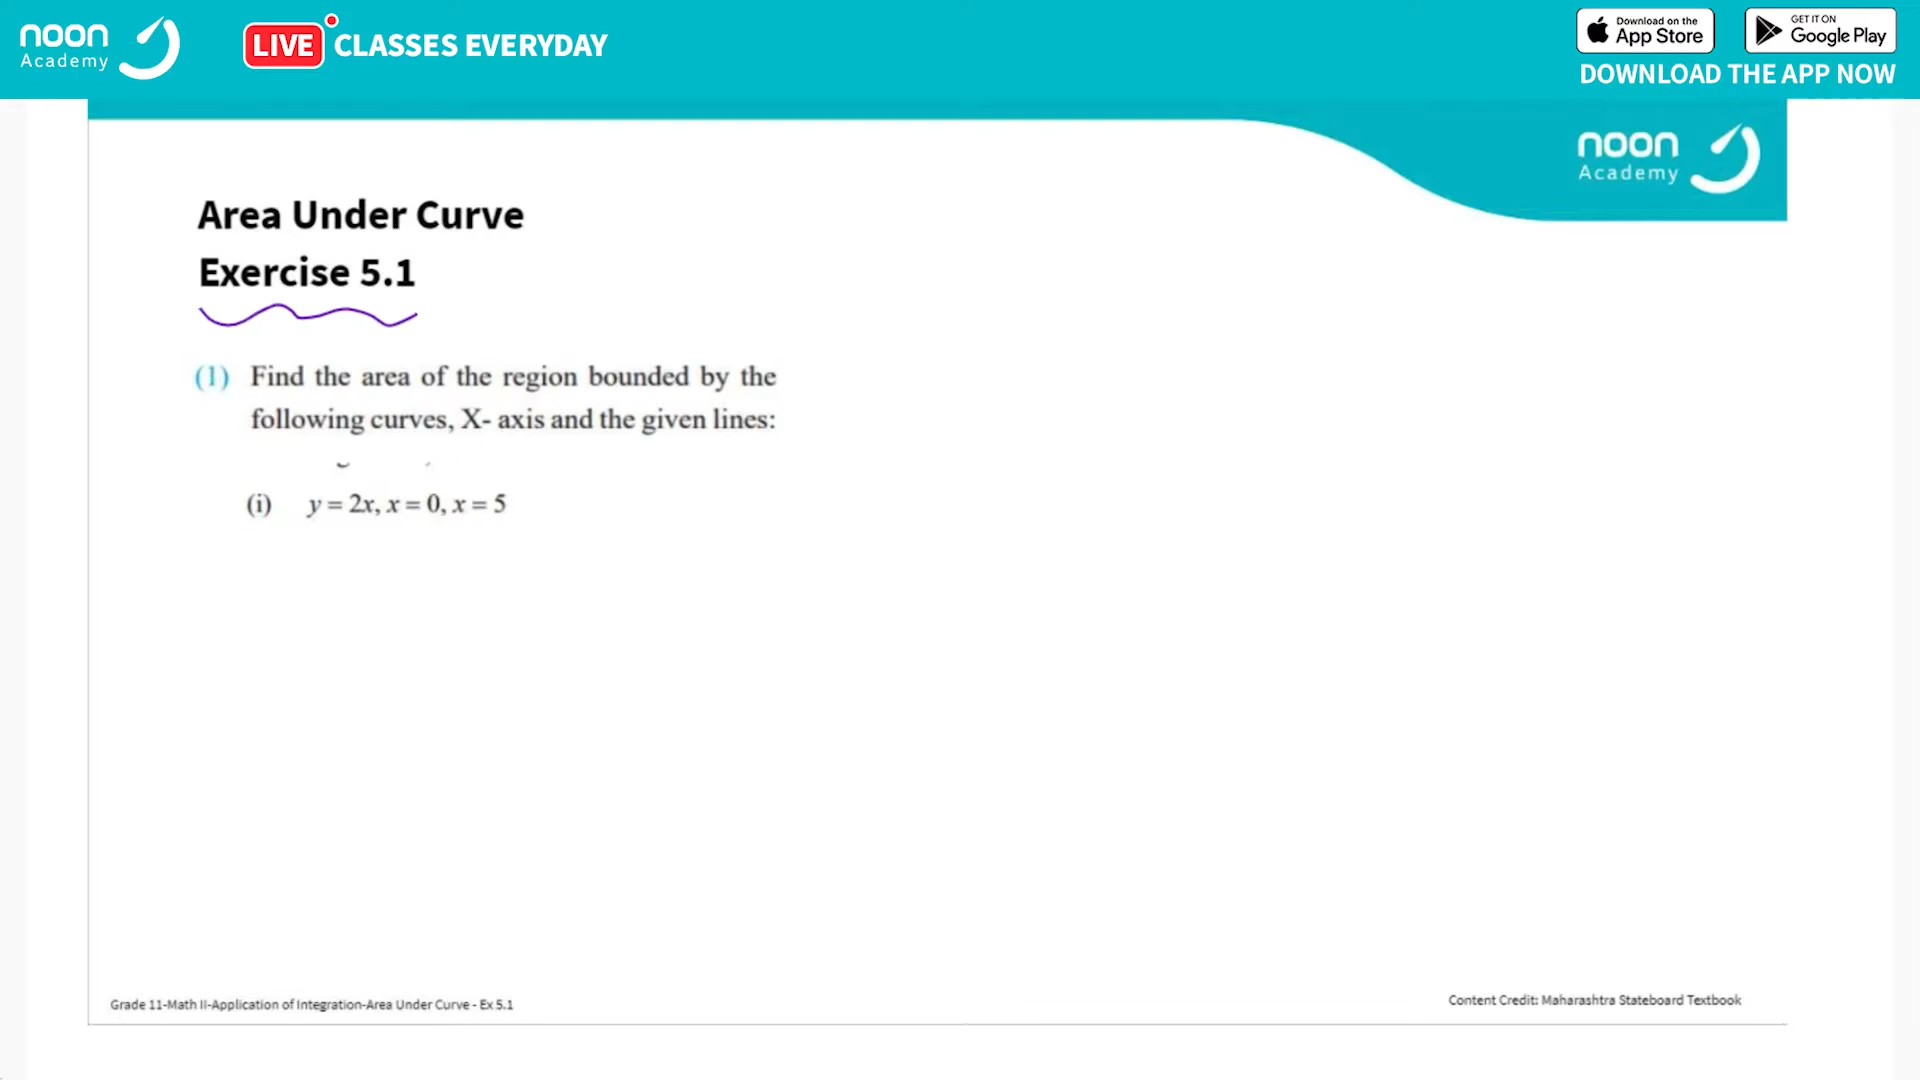 noon
Academy
LIVE CLASSES EVERYDAY
Download on the
App Store
GET IT ON
Google Play
DOWNLOAD THE APP NOW
noon
Academy
Area Under Curve
Exercise 5.1
(1) Find the area of the region bounded by the
following curves, X- axis and the given lines:
(i) y = 2x, x = 0, x = 5
Grade 11-Math II-Application of Integration-Area Under Curve - Ex 5.1
Content Credit: Maharashtra Stateboard Textbook